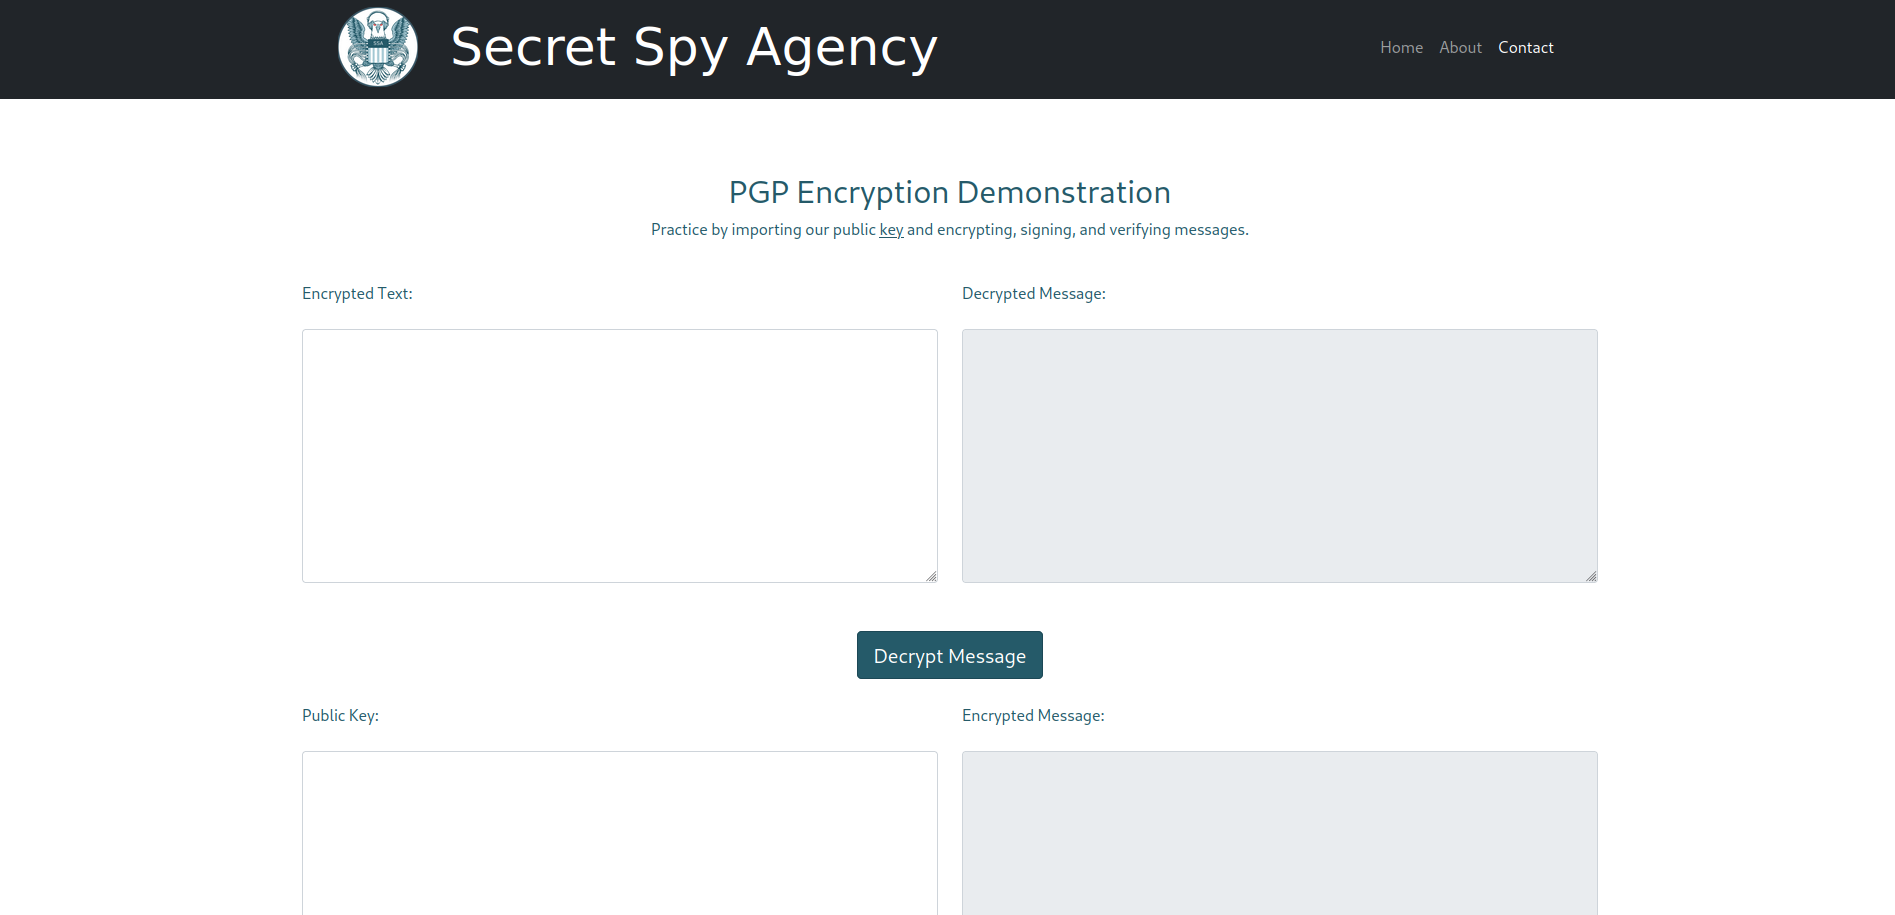 SSA
Secret Spy Agency
Home About Contact
PGP Encryption Demonstration
Practice by importing our public key and encrypting, signing, and verifying messages.
Encrypted Text: Decrypted Message:
Decrypt Message
Public Key: Encrypted Message: